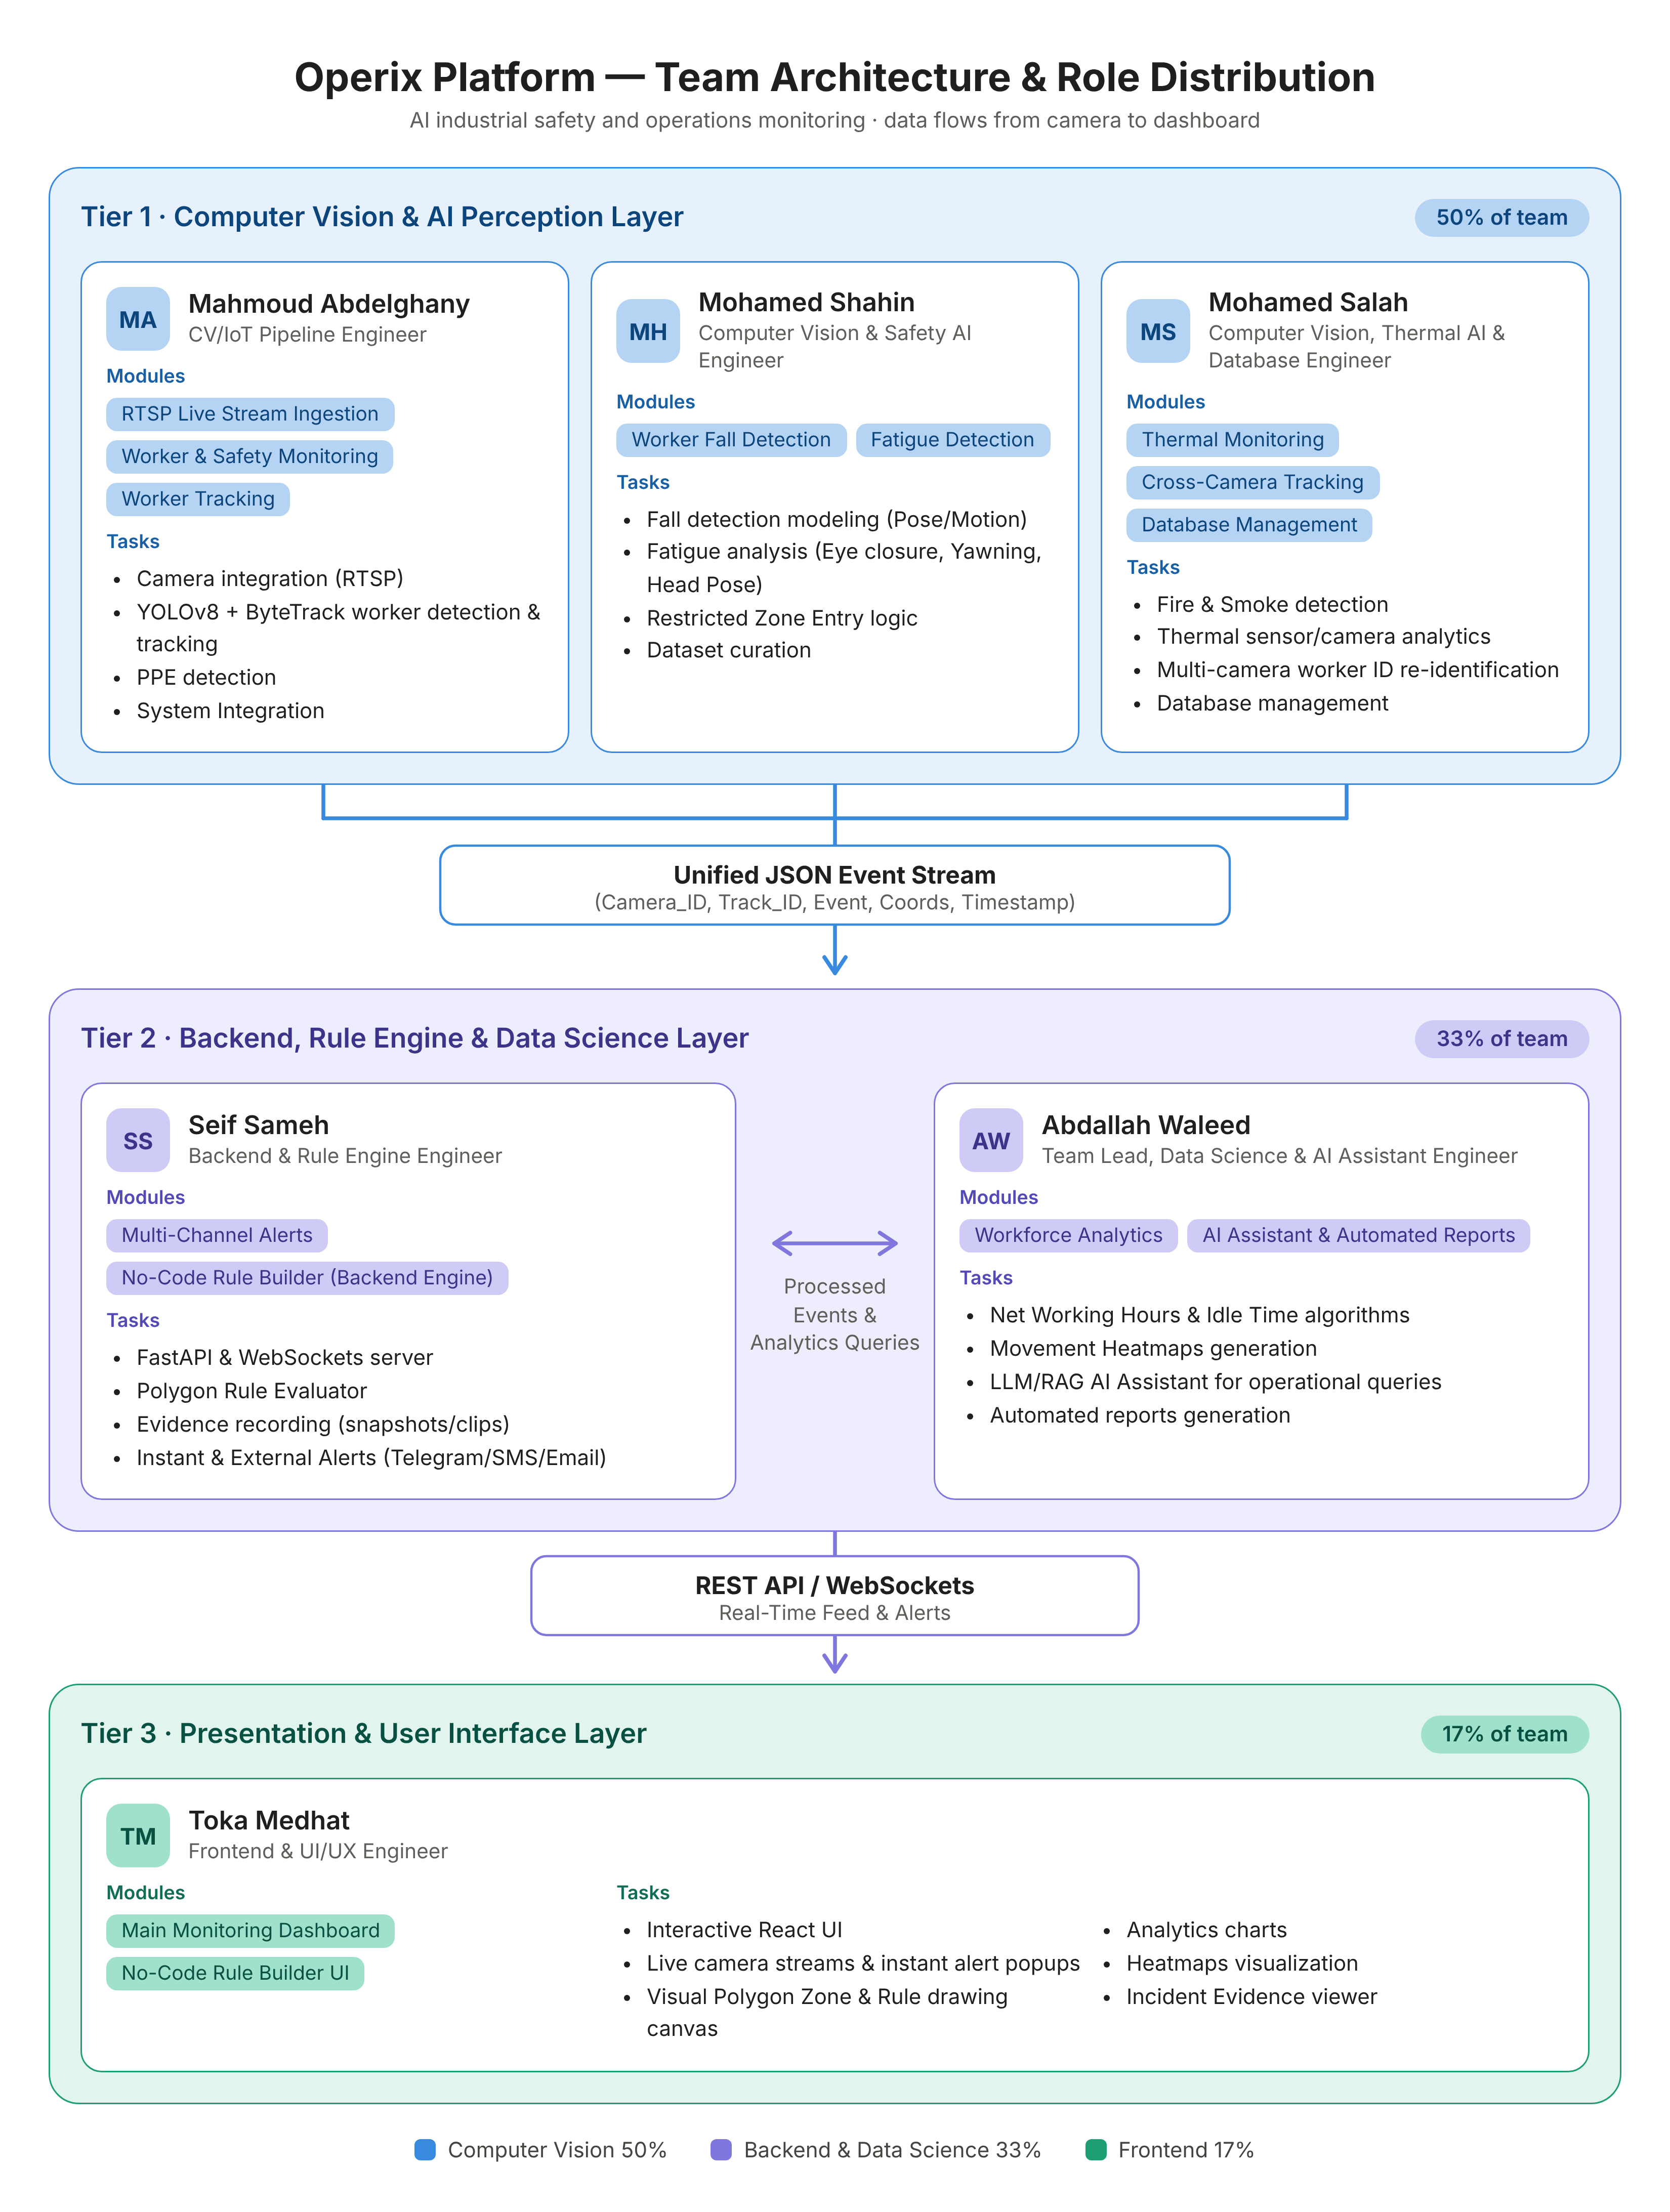 Operix Platform — Team Architecture & Role Distribution
AI industrial safety and operations monitoring · data flows from camera to dashboard
Tier 1 · Computer Vision & AI Perception Layer
50% of team
MA
Mahmoud Abdelghany
CV/IoT Pipeline Engineer
Modules
RTSP Live Stream Ingestion
Worker & Safety Monitoring
Worker Tracking
Tasks
• Camera integration (RTSP)
• YOLOv8 + ByteTrack worker detection &
tracking
• PPE detection
• System Integration
MH
Mohamed Shahin
Computer Vision & Safety AI
Engineer
Modules
Worker Fall Detection
Fatigue Detection
Tasks
• Fall detection modeling (Pose/Motion)
• Fatigue analysis (Eye closure, Yawning,
Head Pose)
• Restricted Zone Entry logic
• Dataset curation
MS
Mohamed Salah
Computer Vision, Thermal AI &
Database Engineer
Modules
Thermal Monitoring
Cross-Camera Tracking
Database Management
Tasks
• Fire & Smoke detection
• Thermal sensor/camera analytics
• Multi-camera worker ID re-identification
• Database management
Unified JSON Event Stream
(Camera_ID, Track_ID, Event, Coords, Timestamp)
Tier 2 · Backend, Rule Engine & Data Science Layer
33% of team
SS
Seif Sameh
Backend & Rule Engine Engineer
Modules
Multi-Channel Alerts
No-Code Rule Builder (Backend Engine)
Tasks
• FastAPI & WebSockets server
• Polygon Rule Evaluator
• Evidence recording (snapshots/clips)
• Instant & External Alerts (Telegram/SMS/Email)
Processed
Events &
Analytics Queries
AW
Abdallah Waleed
Team Lead, Data Science & AI Assistant Engineer
Modules
Workforce Analytics
AI Assistant & Automated Reports
Tasks
• Net Working Hours & Idle Time algorithms
• Movement Heatmaps generation
• LLM/RAG AI Assistant for operational queries
• Automated reports generation
REST API / WebSockets
Real-Time Feed & Alerts
Tier 3 · Presentation & User Interface Layer
17% of team
TM
Toka Medhat
Frontend & UI/UX Engineer
Modules
Main Monitoring Dashboard
No-Code Rule Builder UI
Tasks
• Interactive React UI
• Live camera streams & instant alert popups
• Visual Polygon Zone & Rule drawing
canvas
• Analytics charts
• Heatmaps visualization
• Incident Evidence viewer
Computer Vision 50%
Backend & Data Science 33%
Frontend 17%